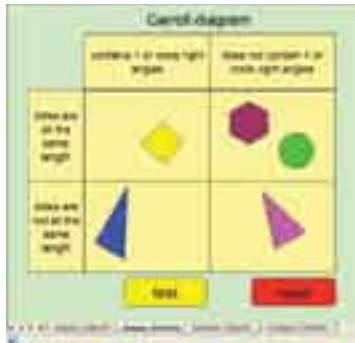 Carroll diagram
contains 1 or more right
angles
does not contain 1 or
more right angles
sides are
all the
same
length
sides are
not all the
same
length
test
reset